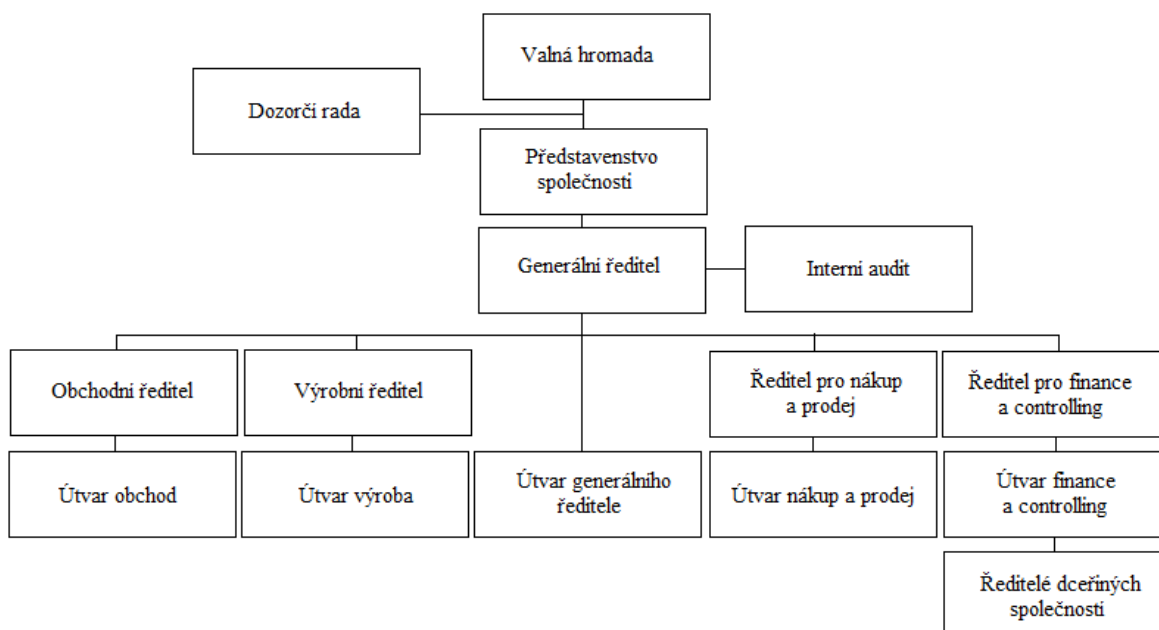 Valná hromada
Dozorčí rada
Představenstvo
společnosti
Generální ředitel
Interní audit
Obchodní ředitel
Výrobní ředitel
Ředitel pro nákup
a prodej
Ředitel pro finance
a controlling
Útvar obchod
Útvar výroba
Útvar generálního
ředitele
Útvar nákup a prodej
Útvar finance
a controlling
Ředitelé dceřiných
společností